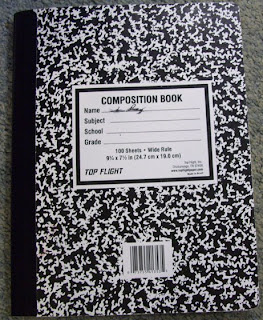 COMPOSITION BOOK
Name
Subject
School
Grade
100 Sheets • Wide Rule
9¾ x 7½ in (24.7 cm x 19.0 cm)
TOP FLIGHT